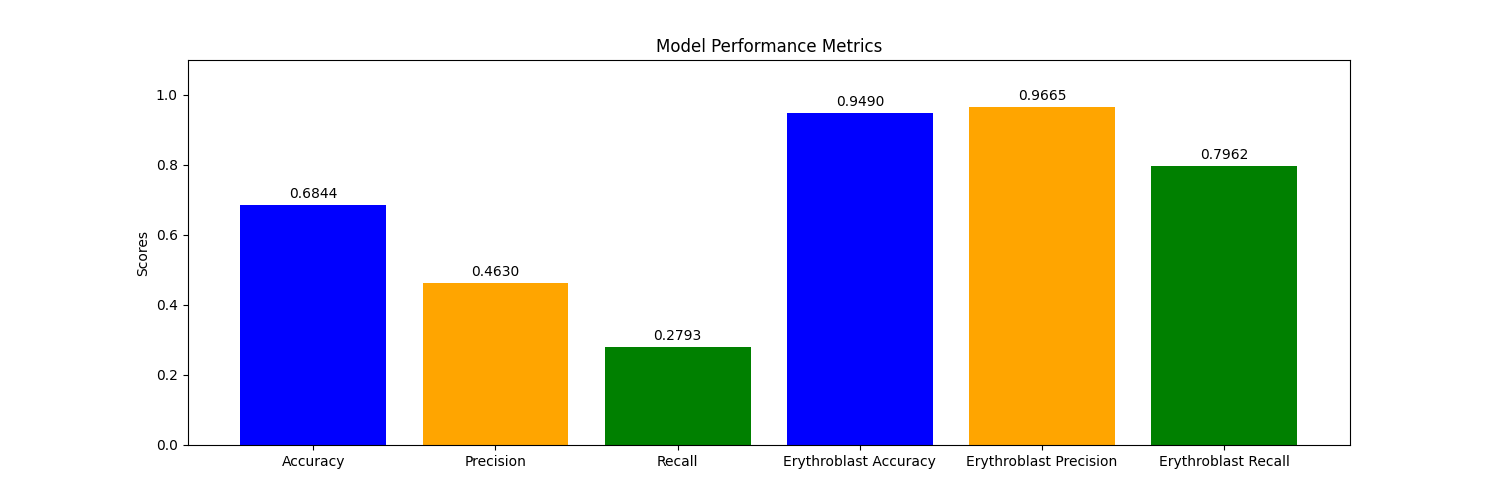 Model Performance Metrics
1.0
0.8
0.6
0.4
0.2
0.0
Scores
0.6844
0.4630
0.2793
0.9490
0.9665
0.7962
Accuracy
Precision
Recall
Erythroblast Accuracy
Erythroblast Precision
Erythroblast Recall